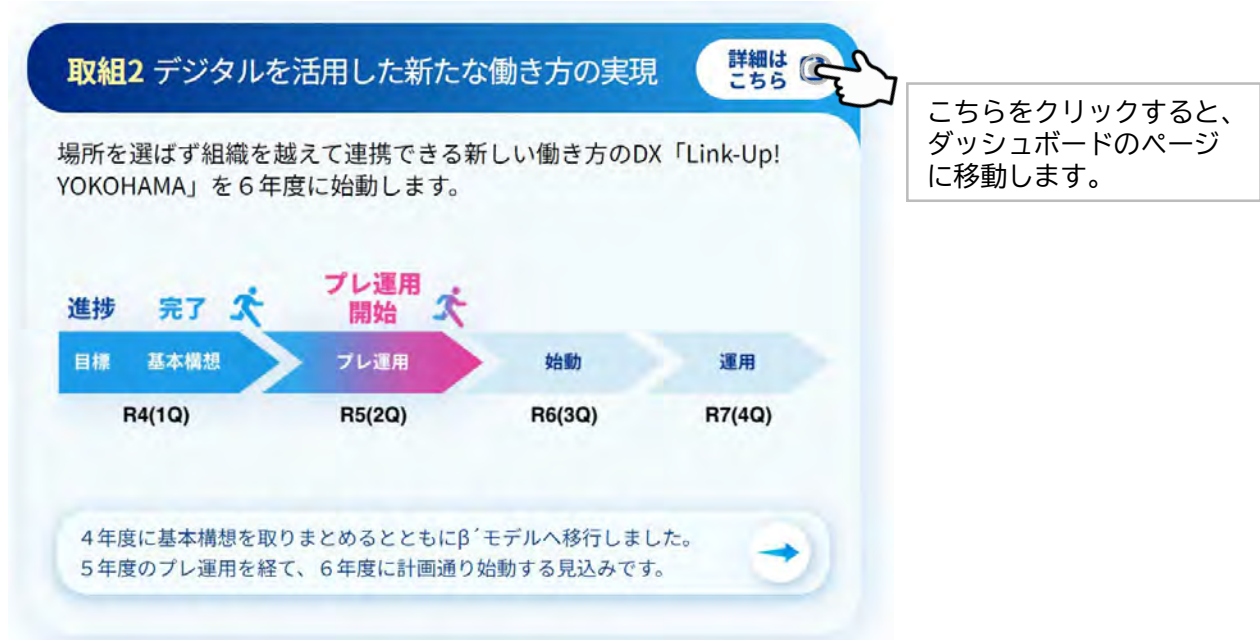 取組2 デジタルを活用した新たな働き方の実現
詳細は
こちら
こちらをクリックすると、
ダッシュボードのページ
に移動します。
場所を選ばず組織を越えて連携できる新しい働き方のDX「Link-Up!
YOKOHAMA」を６年度に始動します。
進捗 完了 プレ運用
開始
目標 基本構想 プレ運用 始動 運用
R4(1Q) R5(2Q) R6(3Q) R7(4Q)
４年度に基本構想を取りまとめるとともにβ´モデルへ移行しました。
５年度のプレ運用を経て、６年度に計画通り始動する見込みです。